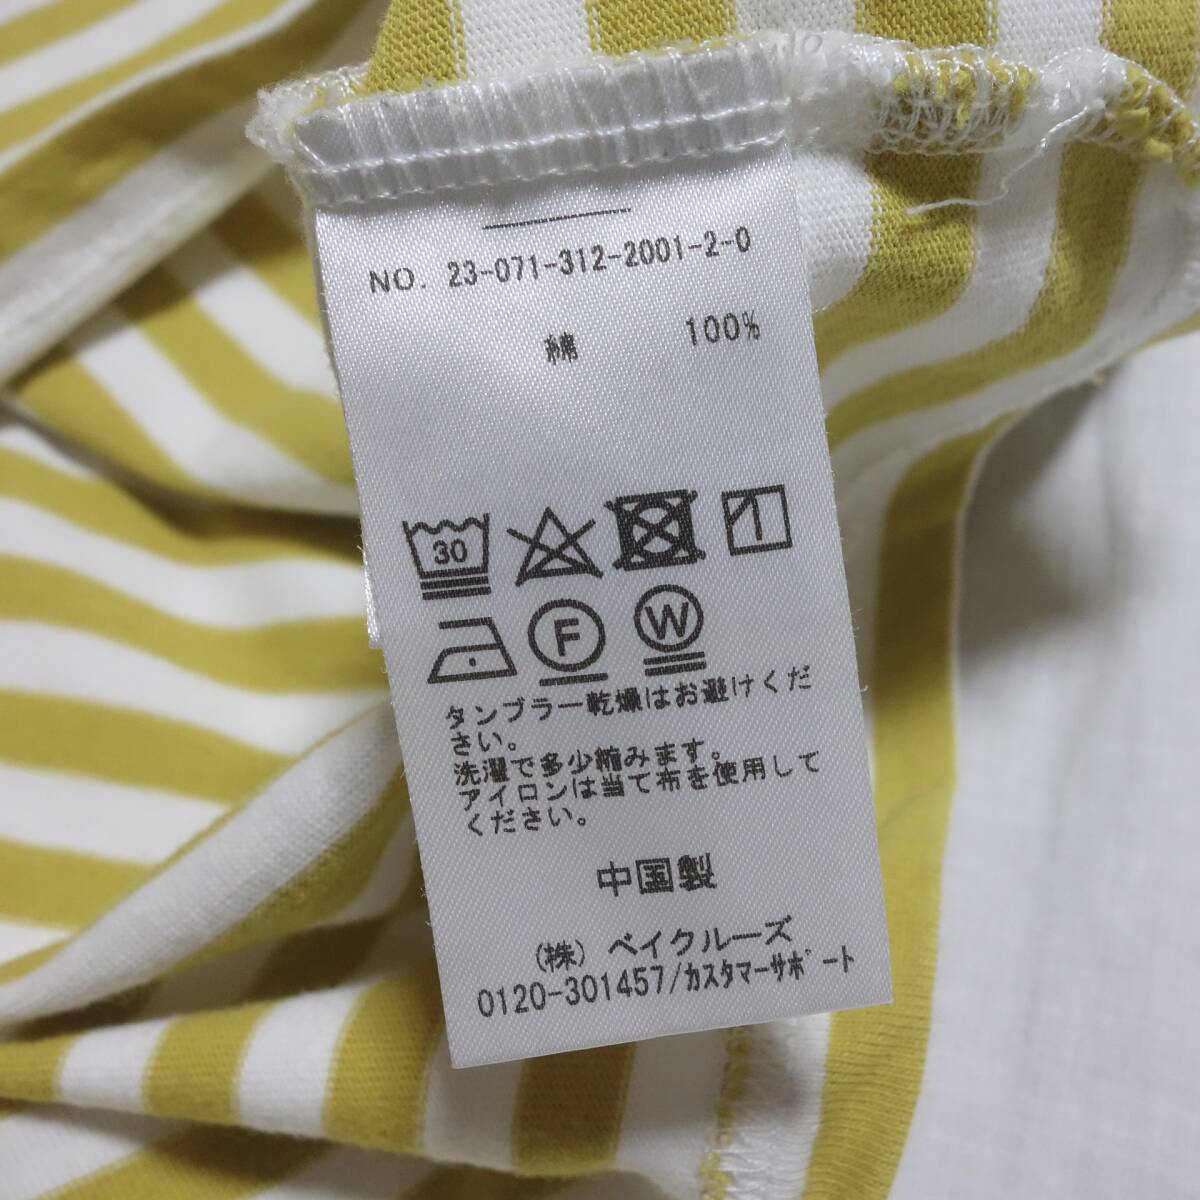 NO. 23-071-312-2001-2-0
綿 100%
30
F W
タンブラー乾燥はお避けくだ
さい。
洗濯で多少縮みます。
アイロンは当て布を使用して
ください。
中国製
(株) ベイクルーズ
0120-301457/カスタマーサポート